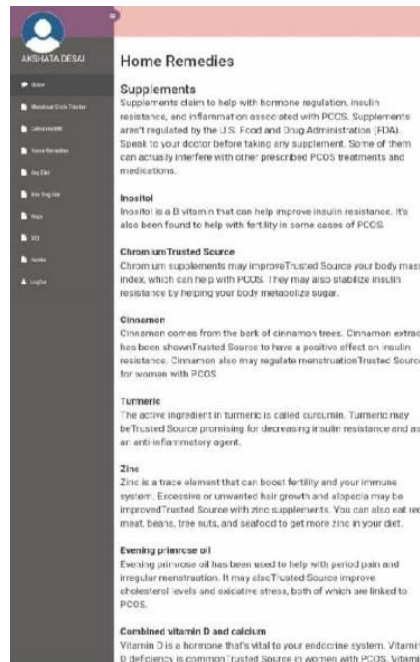 AKSHATA DESAI
Home
Menstrual Cycle Tracker
Home Remedies
Yoga
LogOut
Home Remedies
Supplements
Supplements claim to help with hormone regulation, insulin
resistance, and inflammation associated with PCOS. Supplements
aren't regulated by the U.S. Food and Drug Administration (FDA).
Speak to your doctor before taking any supplement. Some of them
can actually interfere with other prescribed PCOS treatments and
medications.
Inositol
Inositol is a B vitamin that can help improve insulin resistance. It's
also been found to help with fertility in some cases of PCOS.
ChromiumTrusted Source
Chromium supplements may improveTrusted Source your body mass
index, which can help with PCOS. They may also stabilize insulin
resistance by helping your body metabolize sugar.
Cinnamon
Cinnamon comes from the bark of cinnamon trees. Cinnamon extrac
has been shownTrusted Source to have a positive effect on insulin
resistance. Cinnamon also may regulate menstruationTrusted Source
for women with PCOS.
Turmeric
The active ingredient in turmeric is called curcumin. Turmeric may
beTrusted Source promising for decreasing insulin resistance and as
an anti-inflammatory agent.
Zinc
Zinc is a trace element that can boost fertility and your immune
system. Excessive or unwanted hair growth and alopecia may be
improvedTrusted Source with zinc supplements. You can also eat red
meat, beans, tree nuts, and seafood to get more zinc in your diet.
Evening primrose oil
Evening primrose oil has been used to help with period pain and
irregular menstruation. It may alsoTrusted Source improve
cholesterol levels and oxidative stress, both of which are linked to
PCOS.
Combined vitamin D and calcium
Vitamin D is a hormone that's vital to your endocrine system. Vitamin
D deficiency is commonTrusted Source in women with PCOS. Vitamin